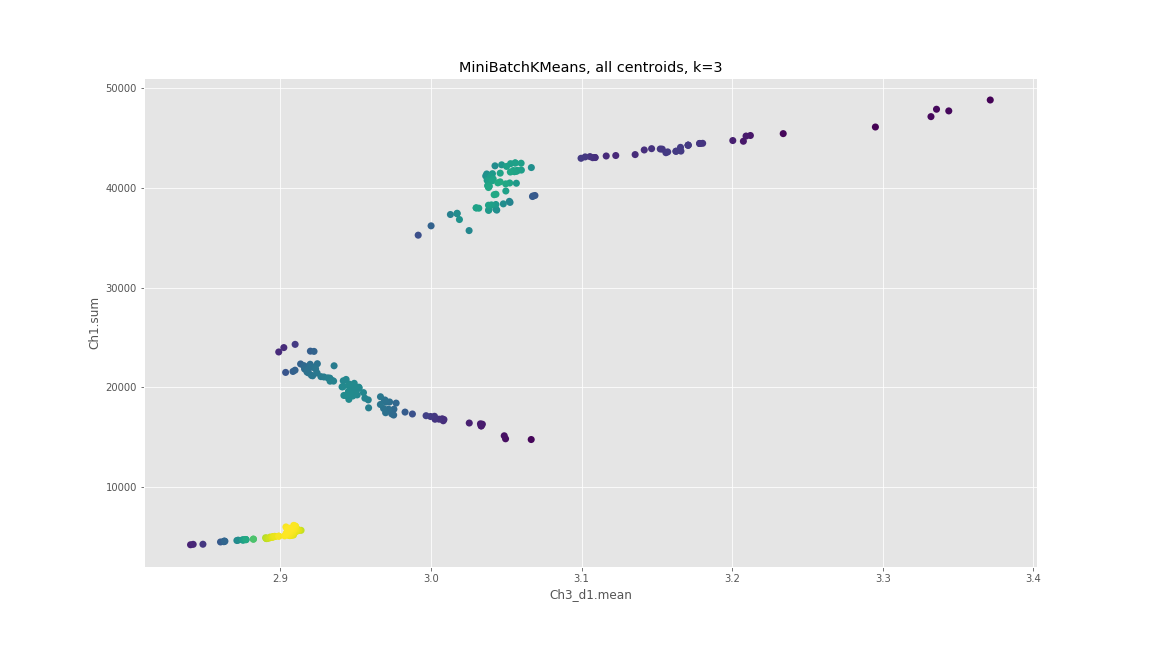 MiniBatchKMeans, all centroids, k=3
50000
40000
30000
20000
10000
Ch1.sum
2.9 3.0 3.1 3.2 3.3 3.4
Ch3_d1.mean